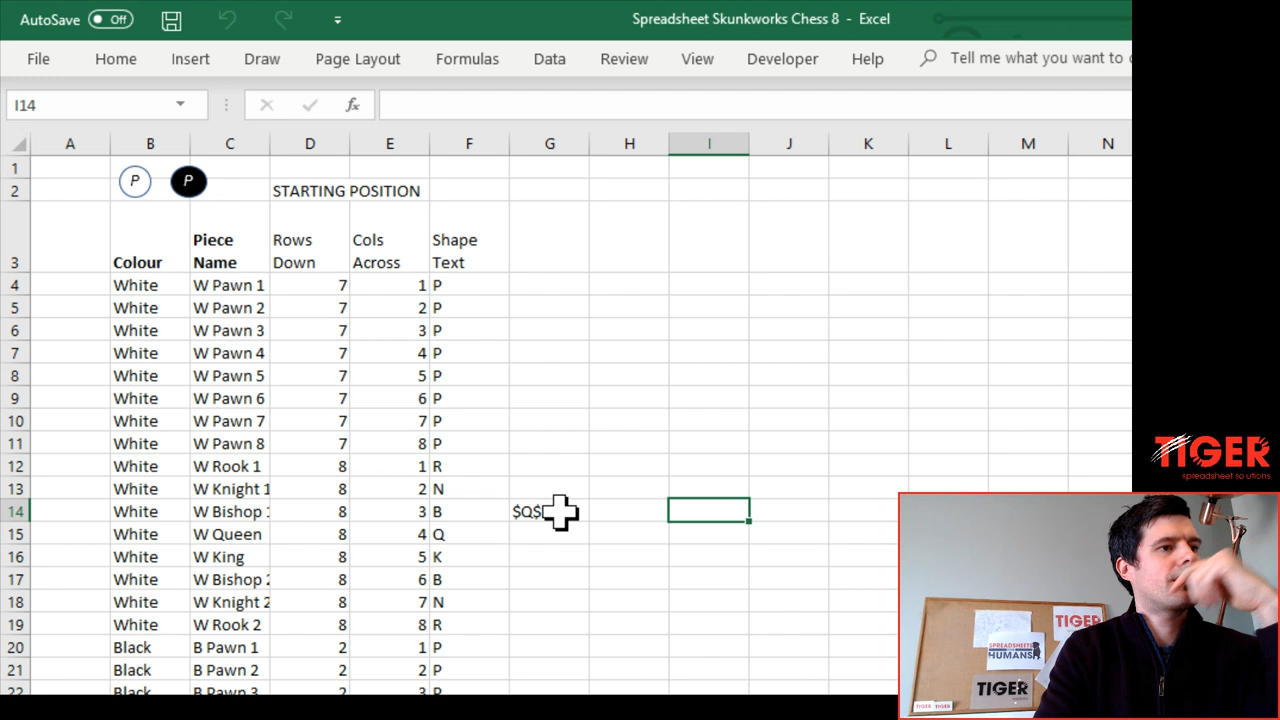 AutoSave Off Spreadsheet Skunkworks Chess 8 - Excel
File Home Insert Draw Page Layout Formulas Data Review View Developer Help Tell me what you want to
I14 fx
A B C D E F G H I J K L M N
1 P P
2 STARTING POSITION
Piece Rows Cols Shape
3 Colour Name Down Across Text
4 White W Pawn 1 7 1 P
5 White W Pawn 2 7 2 P
6 White W Pawn 3 7 3 P
7 White W Pawn 4 7 4 P
8 White W Pawn 5 7 5 P
9 White W Pawn 6 7 6 P
10 White W Pawn 7 7 7 P
11 White W Pawn 8 7 8 P
12 White W Rook 1 8 1 R
13 White W Knight 1 8 2 N
14 White W Bishop 8 3 B $Q$
15 White W Queen 8 4 Q
16 White W King 8 5 K
17 White W Bishop 2 8 6 B
18 White W Knight 2 8 7 N
19 White W Rook 2 8 8 R
20 Black B Pawn 1 2 1 P
21 Black B Pawn 2 2 2 P
22 Black B Pawn 3 2 3 P
TIGER
spreadsheet solutions
TIGER
SPREADSHEETS
HUMANS
TIGER
TIGER TIGER